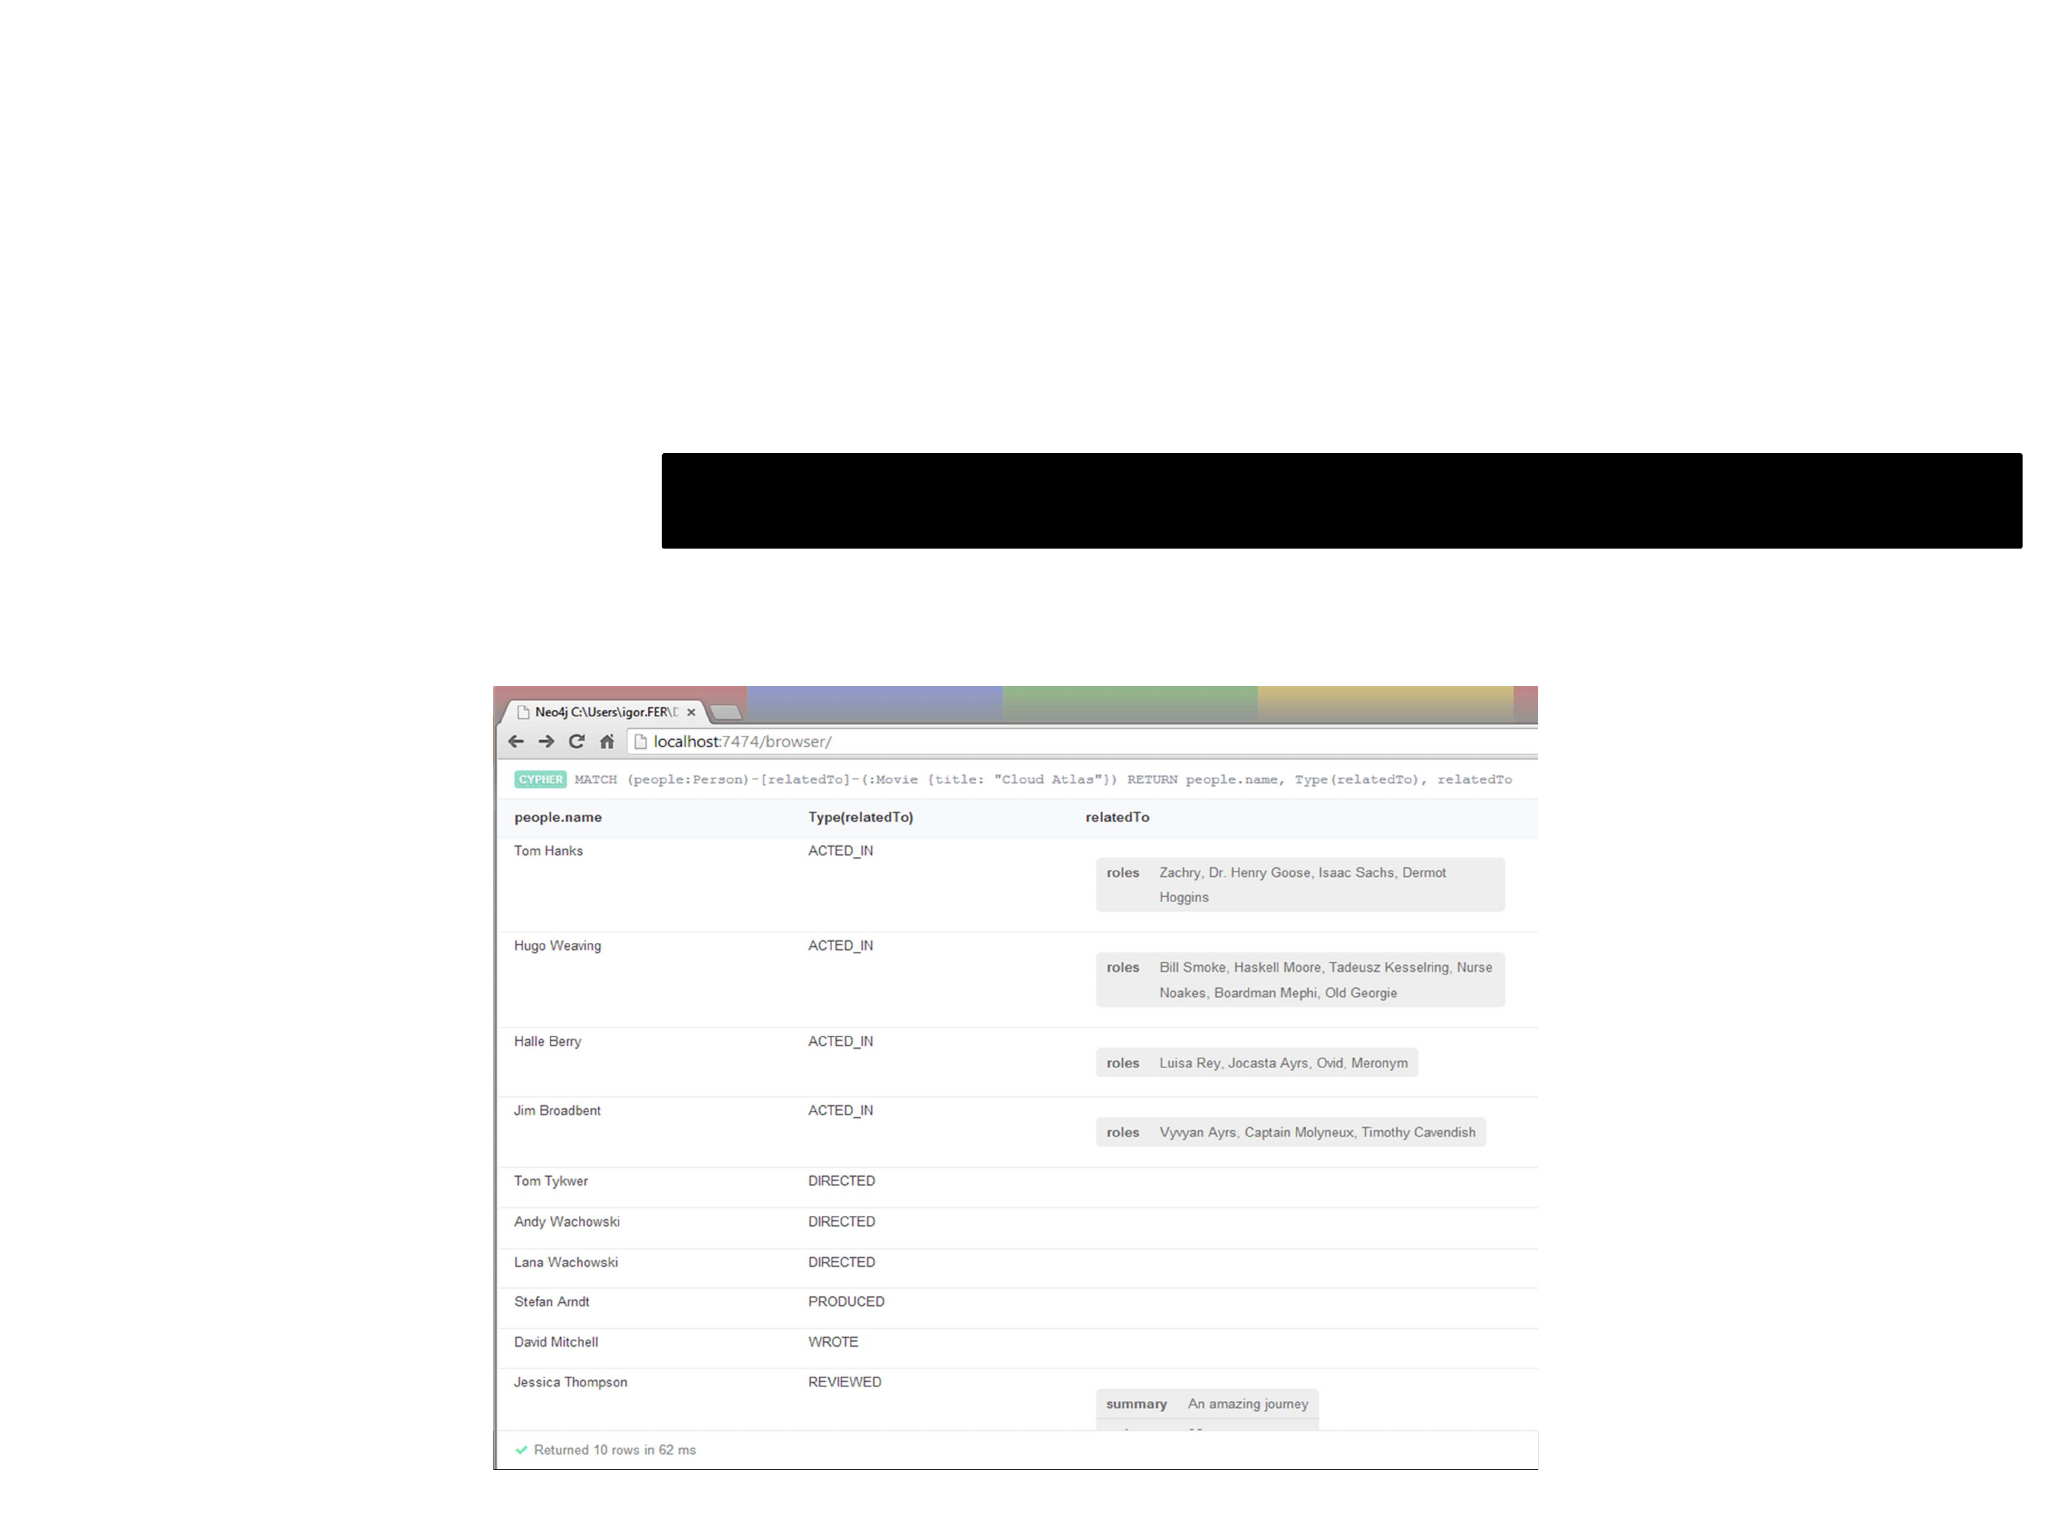 Neo4j C:\Users\igor.FER\D
localhost:7474/browser/
CYPHER MATCH (people:Person)-[relatedTo]-(:Movie {title: "Cloud Atlas"}) RETURN people.name, Type(relatedTo), relatedTo
people.name Type(relatedTo) relatedTo
Tom Hanks ACTED_IN
roles Zachry, Dr. Henry Goose, Isaac Sachs, Dermot
Hoggins
Hugo Weaving ACTED_IN
roles Bill Smoke, Haskell Moore, Tadeusz Kesselring, Nurse
Noakes, Boardman Mephi, Old Georgie
Halle Berry ACTED_IN
roles Luisa Rey, Jocasta Ayrs, Ovid, Meronym
Jim Broadbent ACTED_IN
roles Vyvyan Ayrs, Captain Molyneux, Timothy Cavendish
Tom Tykwer DIRECTED
Andy Wachowski DIRECTED
Lana Wachowski DIRECTED
Stefan Arndt PRODUCED
David Mitchell WROTE
Jessica Thompson REVIEWED
summary An amazing journey
Returned 10 rows in 62 ms